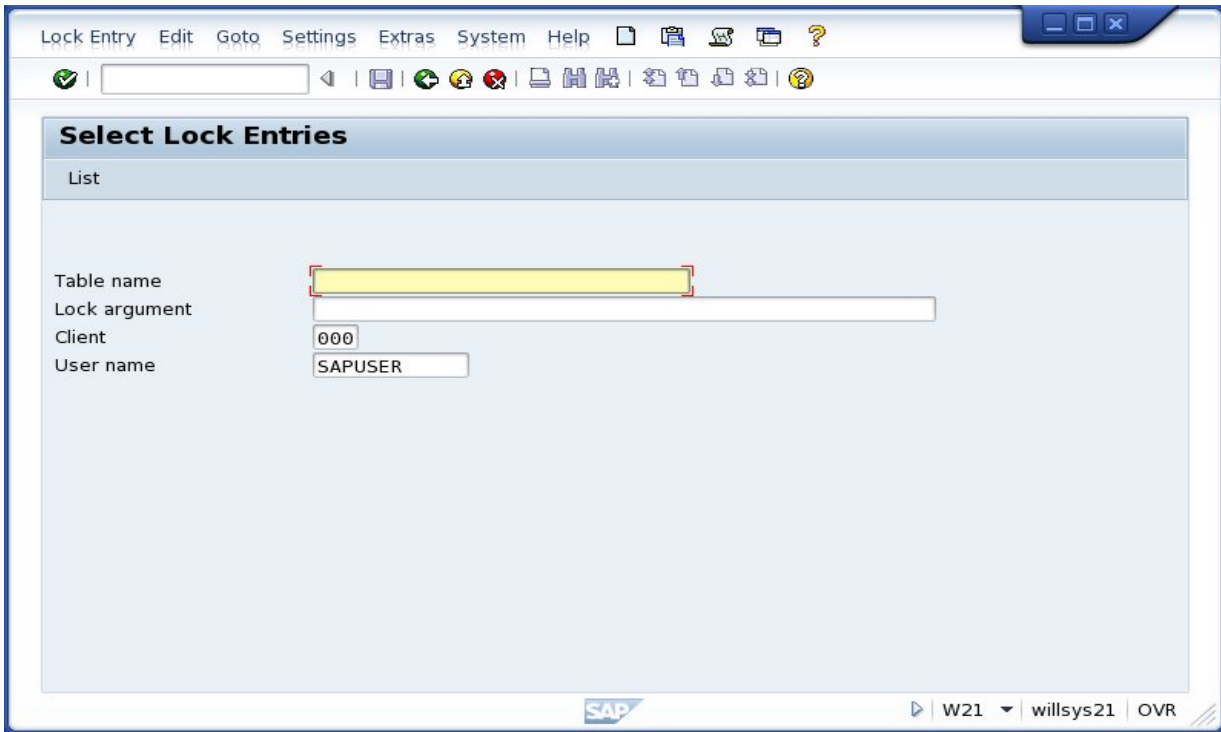 Lock Entry Edit Goto Settings Extras System Help
Select Lock Entries
List
Table name
Lock argument
Client 000
User name SAPUSER
SAP
W21 willsys21 OVR